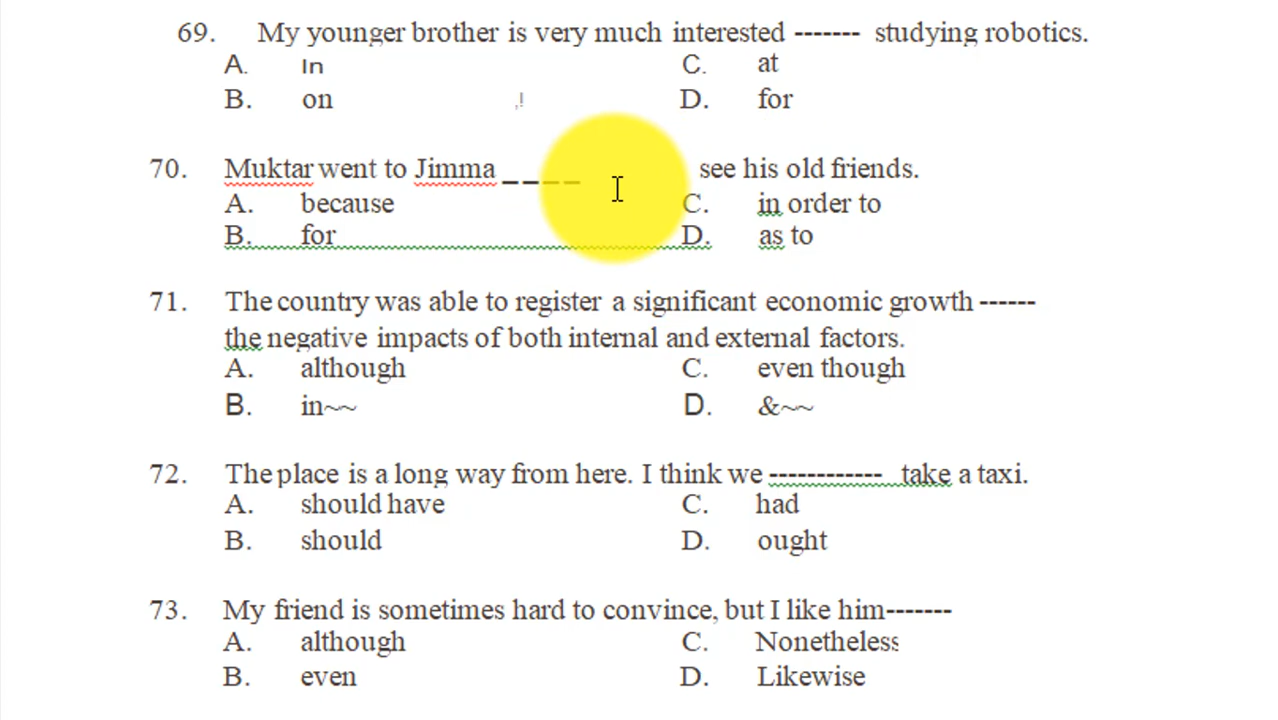 69. My younger brother is very much interested ------- studying robotics.
A. In C. at
B. on D. for
70. Muktar went to Jimma _ _ _ _ see his old friends.
A. because C. in order to
B. for D. as to
71. The country was able to register a significant economic growth ------
the negative impacts of both internal and external factors.
A. although C. even though
B. in~~ D. &~~
72. The place is a long way from here. I think we ------------ take a taxi.
A. should have C. had
B. should D. ought
73. My friend is sometimes hard to convince, but I like him-------
A. although C. Nonetheless
B. even D. Likewise